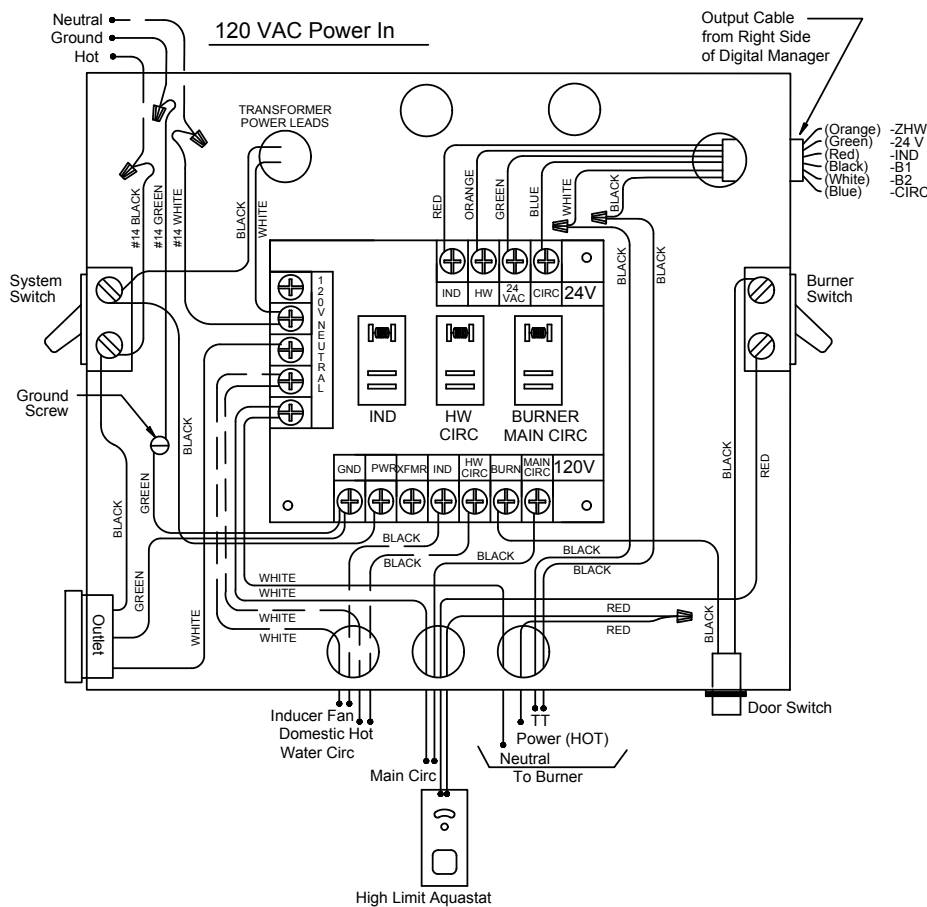 Neutral
Ground
Hot
120 VAC Power In
Output Cable
from Right Side
of Digital Manager
(Orange) -ZHW
(Green) -24 V
(Red) -IND
(Black) -B1
(White) -B2
(Blue) -CIRC
TRANSFORMER
POWER LEADS
#14 BLACK
#14 GREEN
#14 WHITE
BLACK
WHITE
RED
ORANGE
GREEN
BLUE
WHITE
BLACK
BLACK
BLACK
System
Switch
Burner
Switch
120V NEUTRAL
IND
HW
24
VAC
CIRC
24V
IND
HW
CIRC
BURNER
MAIN CIRC
Ground
Screw
BLACK
GREEN
BLACK
GREEN
WHITE
GND
PWR
XFMR
IND
HW
CIRC
BURN
MAIN
CIRC
120V
BLACK
RED
BLACK
BLACK
BLACK
BLACK
BLACK
WHITE
WHITE
WHITE
WHITE
RED
RED
BLACK
Outlet
Door Switch
Inducer Fan
Domestic Hot
Water Circ
Main Circ
TT
Power (HOT)
Neutral
To Burner
High Limit Aquastat